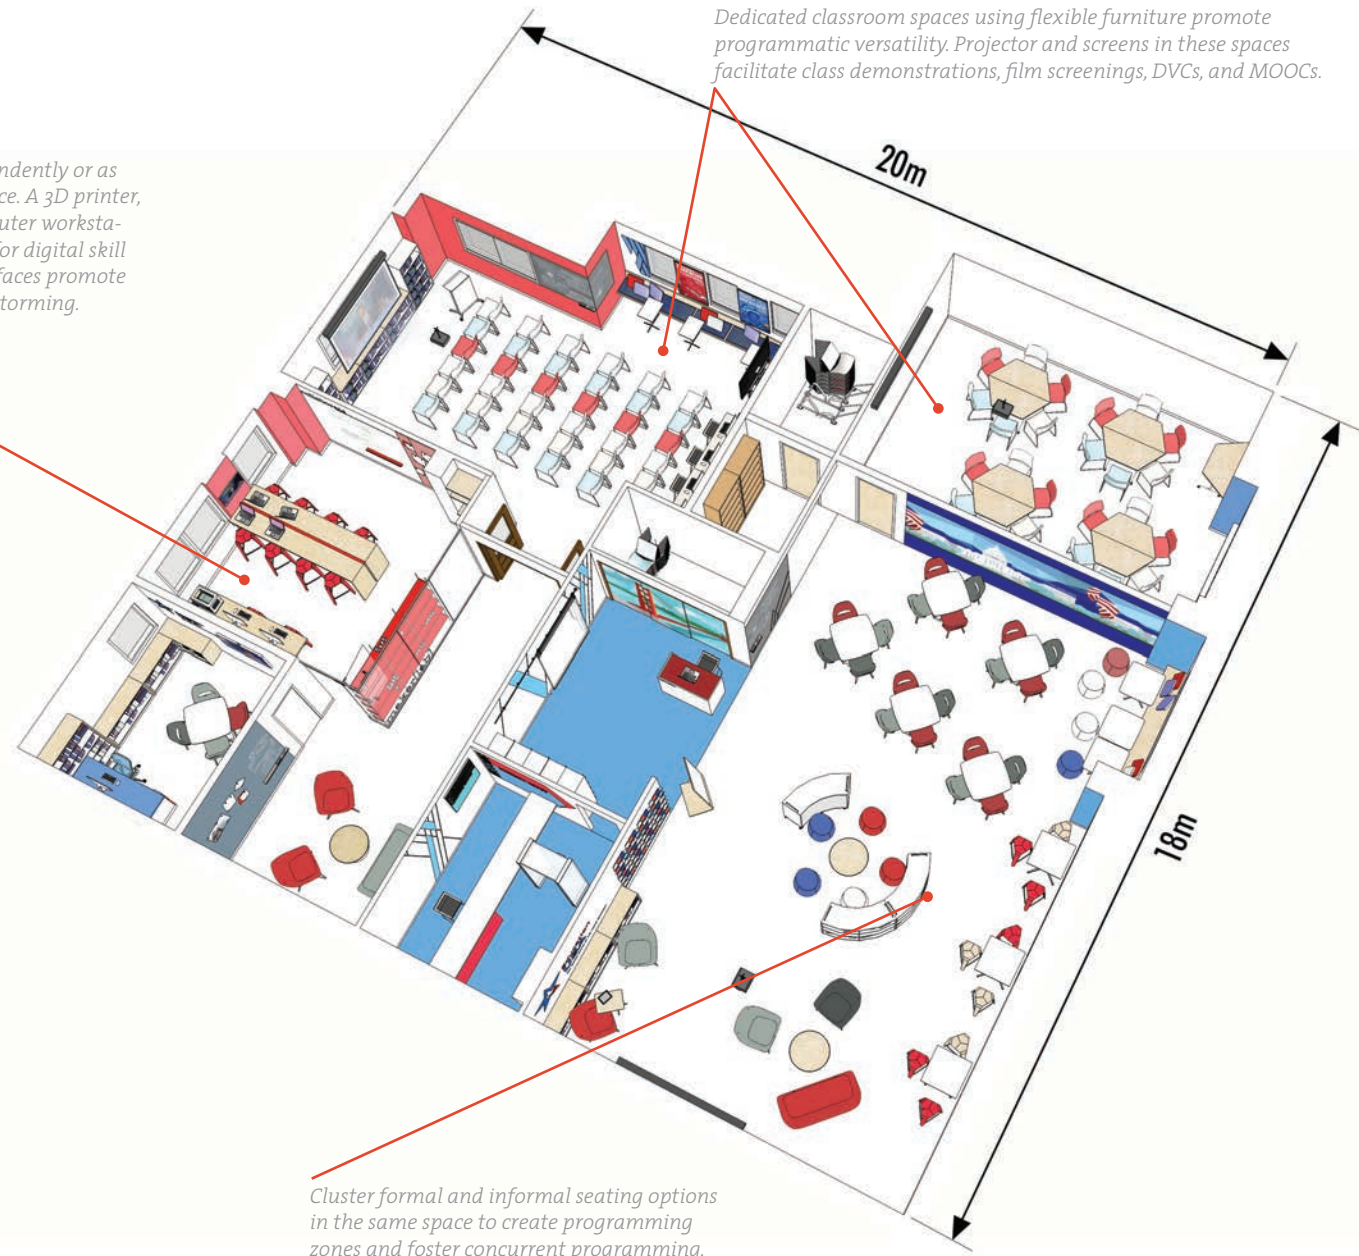 Dedicated classroom spaces using flexible furniture promote
programmatic versatility. Projector and screens in these spaces
facilitate class demonstrations, film screenings, DVCs, and MOOCs.
20m
ndently or as
ce. A 3D printer,
uter worksta-
for digital skill
faces promote
torming.
18m
Cluster formal and informal seating options
in the same space to create programming
zones and foster concurrent programming.